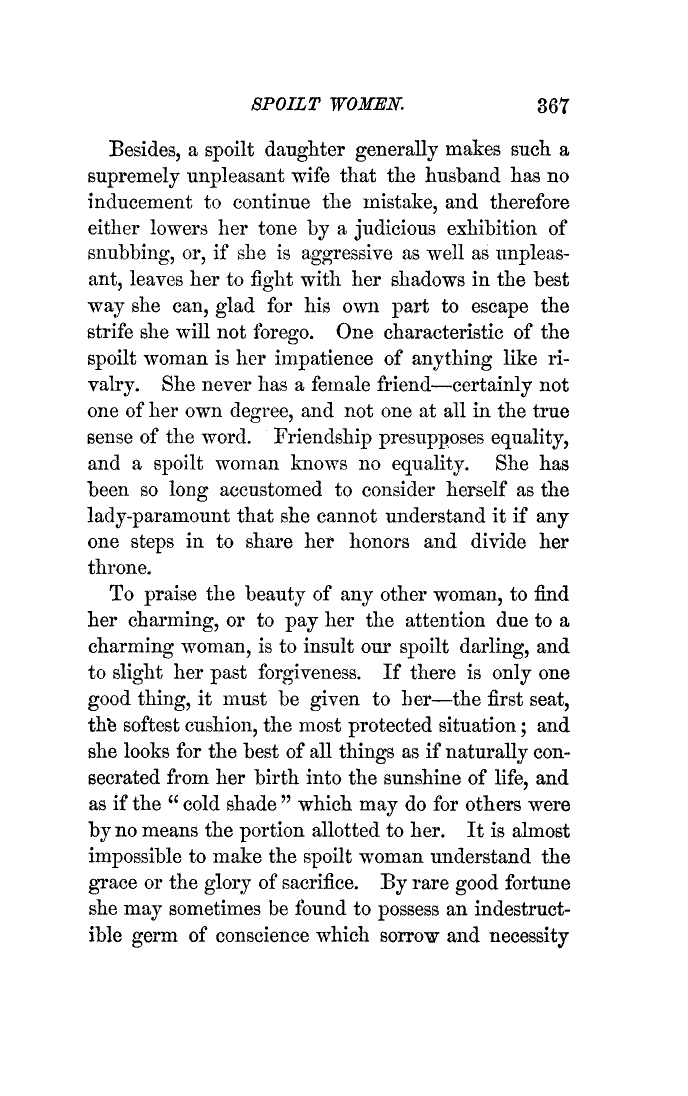 SPOILT WOMEN. 367
Besides, a spoilt daughter generally makes such a
supremely unpleasant wife that the husband has no
inducement to continue the mistake, and therefore
either lowers her tone by a judicious exhibition of
snubbing, or, if she is aggressive as well as unpleas-
ant, leaves her to fight with her shadows in the best
way she can, glad for his own part to escape the
strife she will not forego. One characteristic of the
spoilt woman is her impatience of anything like ri-
valry. She never has a female friend—certainly not
one of her own degree, and not one at all in the true
sense of the word. Friendship presupposes equality,
and a spoilt woman knows no equality. She has
been so long accustomed to consider herself as the
lady-paramount that she cannot understand it if any
one steps in to share her honors and divide her
throne.
To praise the beauty of any other woman, to find
her charming, or to pay her the attention due to a
charming woman, is to insult our spoilt darling, and
to slight her past forgiveness. If there is only one
good thing, it must be given to her—the first seat,
the softest cushion, the most protected situation; and
she looks for the best of all things as if naturally con-
secrated from her birth into the sunshine of life, and
as if the "cold shade" which may do for others were
by no means the portion allotted to her. It is almost
impossible to make the spoilt woman understand the
grace or the glory of sacrifice. By rare good fortune
she may sometimes be found to possess an indestruct-
ible germ of conscience which sorrow and necessity